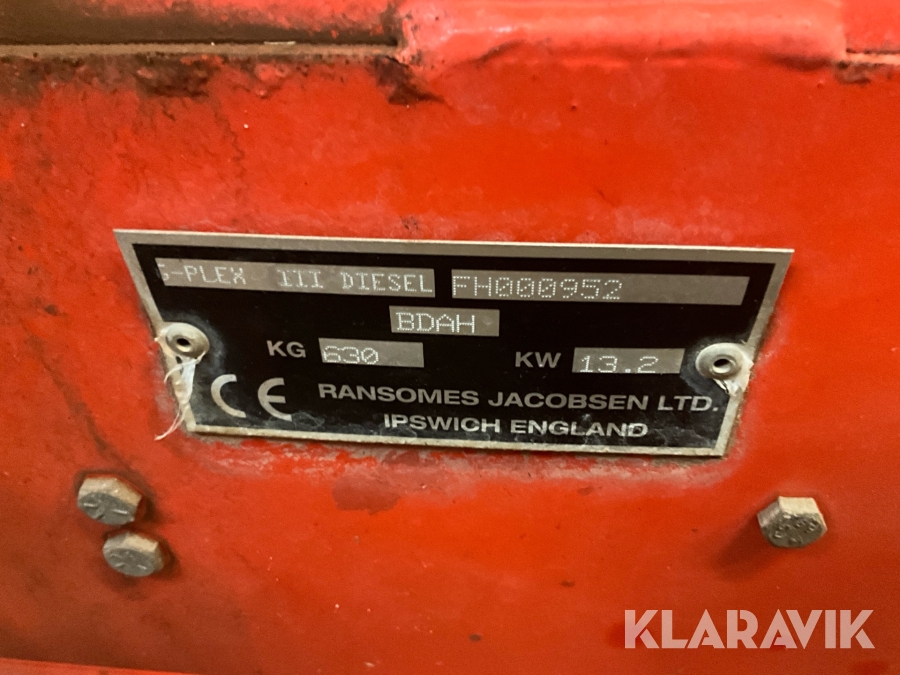 G-PLEX III DIESEL FH000952
BDAH
KG 630 KW 13.2
CE RANSOMES JACOBSEN LTD.
IPSWICH ENGLAND
KLARAVIK